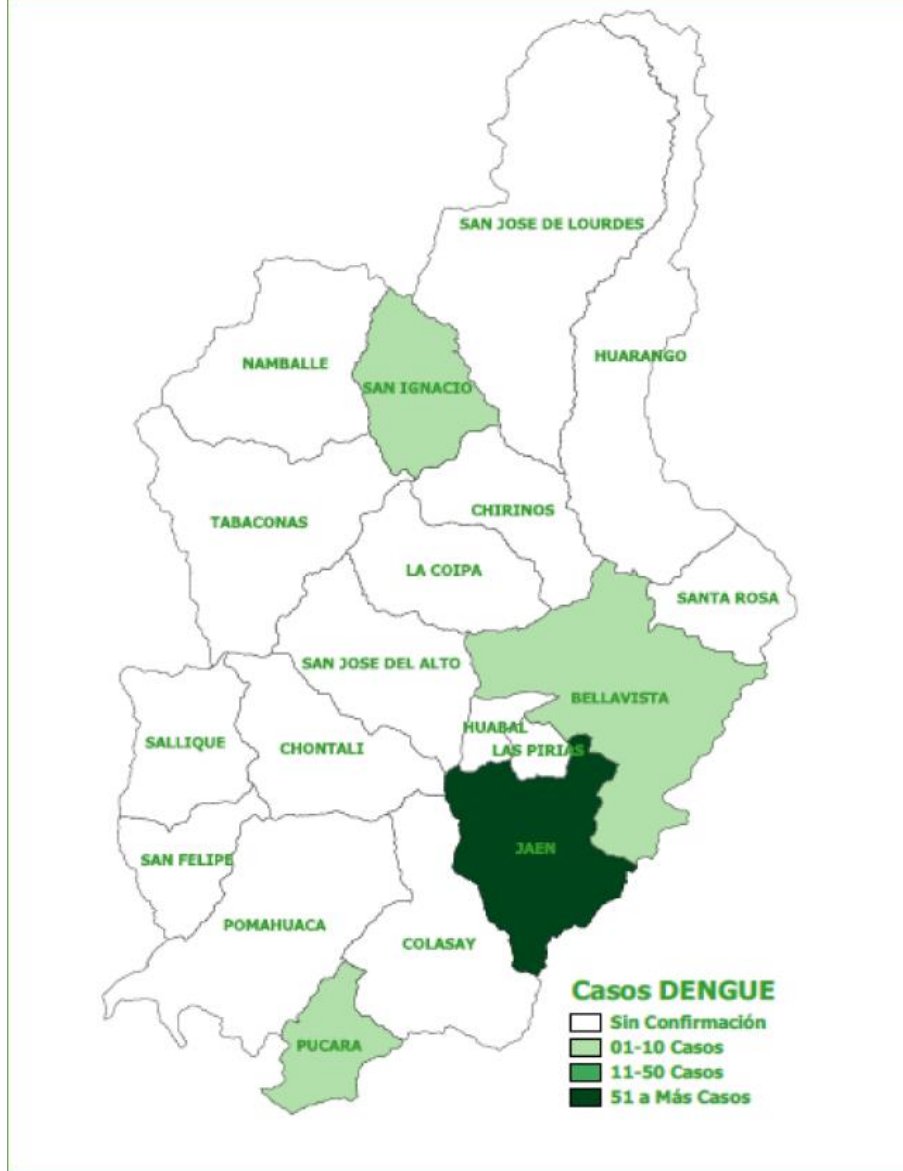 SAN JOSE DE LOURDES
HUARANGO
NAMBALLE
SAN IGNACIO
CHIRINOS
TABACONAS
LA COIPA
SANTA ROSA
SAN JOSE DEL ALTO
BELLAVISTA
HUABAL
SALLIQUE
CHONTALI
LAS PIRIAS
JAEN
SAN FELIPE
POMAHUACA
COLASAY
PUCARA
Casos DENGUE
Sin Confirmación
01-10 Casos
11-50 Casos
51 a Más Casos